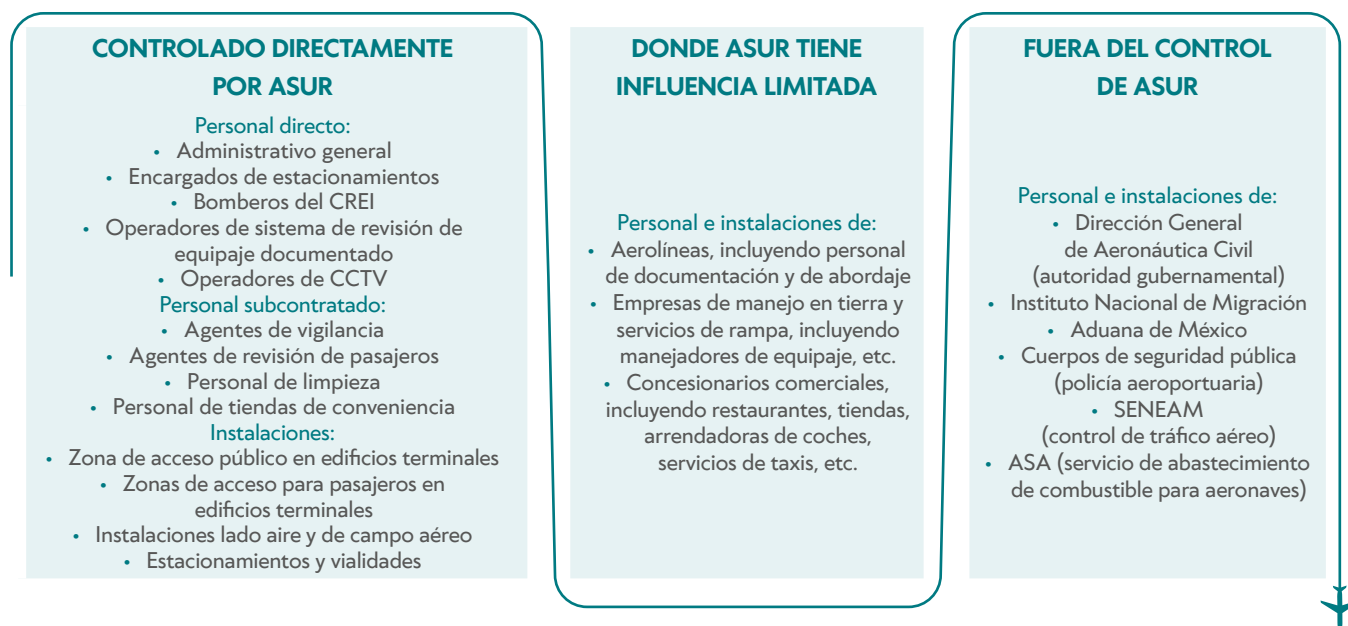 CONTROLADO DIRECTAMENTE
POR ASUR
Personal directo:
• Administrativo general
• Encargados de estacionamientos
• Bomberos del CREI
• Operadores de sistema de revisión de
equipaje documentado
• Operadores de CCTV
Personal subcontratado:
• Agentes de vigilancia
• Agentes de revisión de pasajeros
• Personal de limpieza
• Personal de tiendas de conveniencia
Instalaciones:
• Zona de acceso público en edificios terminales
• Zonas de acceso para pasajeros en
edificios terminales
• Instalaciones lado aire y de campo aéreo
• Estacionamientos y vialidades
DONDE ASUR TIENE
INFLUENCIA LIMITADA
Personal e instalaciones de:
• Aerolíneas, incluyendo personal
de documentación y de abordaje
• Empresas de manejo en tierra y
servicios de rampa, incluyendo
manejadores de equipaje, etc.
• Concesionarios comerciales,
incluyendo restaurantes, tiendas,
arrendadoras de coches,
servicios de taxis, etc.
FUERA DEL CONTROL
DE ASUR
Personal e instalaciones de:
• Dirección General
de Aeronáutica Civil
(autoridad gubernamental)
• Instituto Nacional de Migración
• Aduana de México
• Cuerpos de seguridad pública
(policía aeroportuaria)
• SENEAM
(control de tráfico aéreo)
• ASA (servicio de abastecimiento
de combustible para aeronaves)